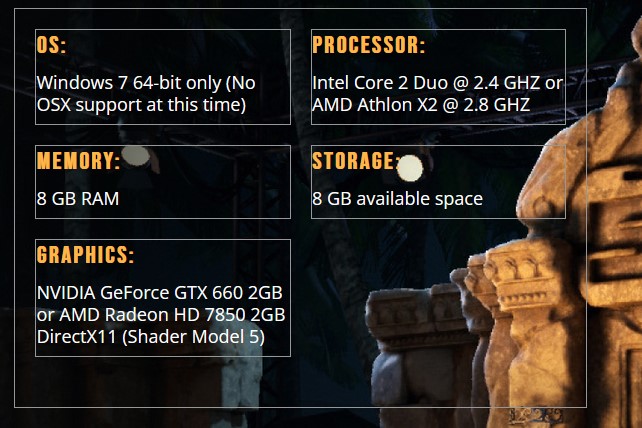 OS:
Windows 7 64-bit only (No
OSX support at this time)
PROCESSOR:
Intel Core 2 Duo @ 2.4 GHZ or
AMD Athlon X2 @ 2.8 GHZ
MEMORY:
8 GB RAM
STORAGE:
8 GB available space
GRAPHICS:
NVIDIA GeForce GTX 660 2GB
or AMD Radeon HD 7850 2GB
DirectX11 (Shader Model 5)